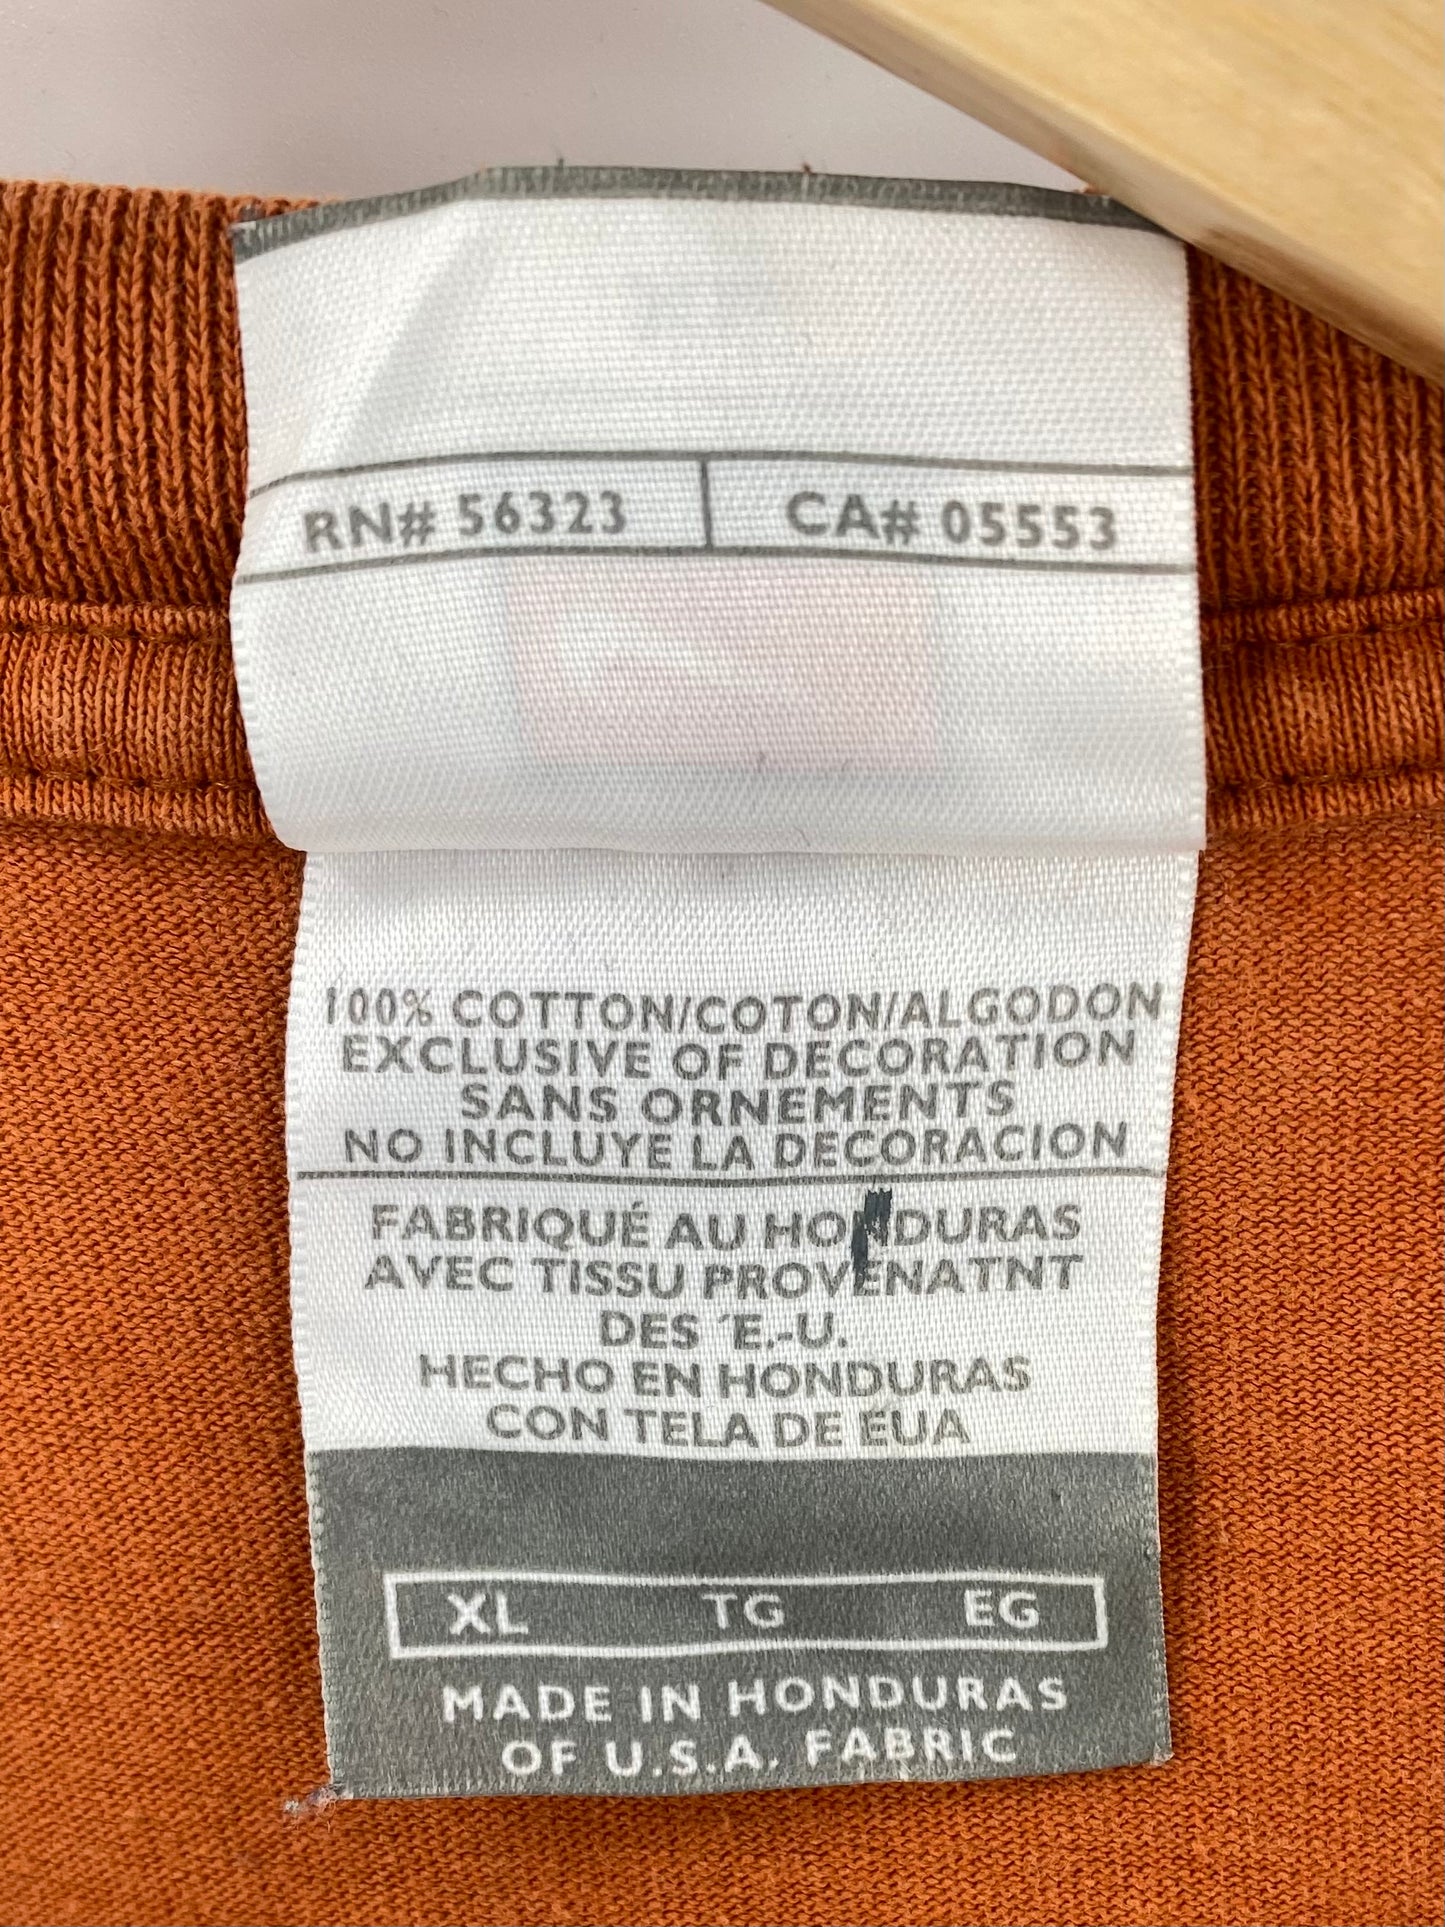 RN# 56323 CA# 05553
100% COTTON/COTON/ALGODON
EXCLUSIVE OF DECORATION
SANS ORNEMENTS
NO INCLUYE LA DECORACION
FABRIQUÉ AU HONDURAS
AVEC TISSU PROVENATNT
DES ´E.-U.
HECHO EN HONDURAS
CON TELA DE EUA
XL TG EG
MADE IN HONDURAS
OF U.S.A. FABRIC